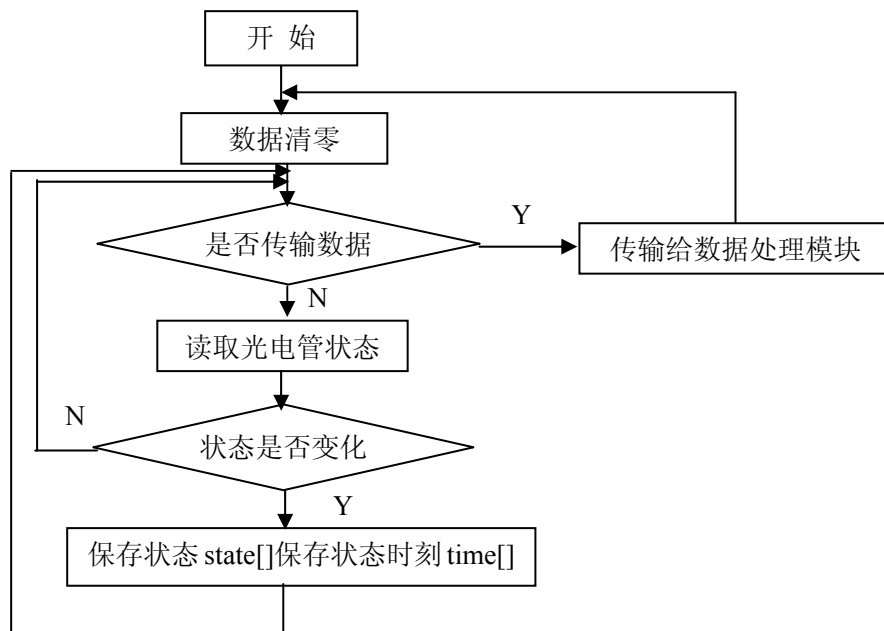 开 始
数据清零
是否传输数据
Y
传输给数据处理模块
N
读取光电管状态
N
状态是否变化
Y
保存状态 state[]保存状态时刻 time[]